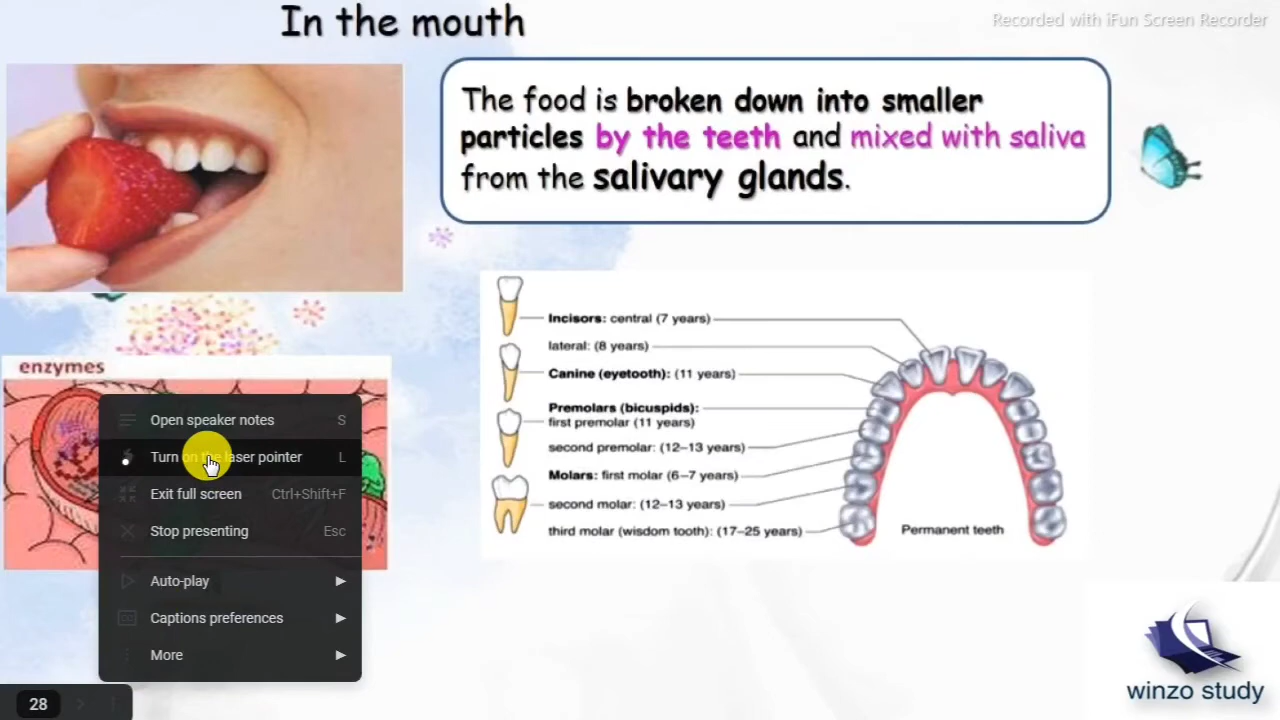 In the mouth
Recorded with iFun Screen Recorder
The food is broken down into smaller
particles by the teeth and mixed with saliva
from the salivary glands.
Incisors: central (7 years)
lateral: (8 years)
Canine (eyetooth): (11 years)
Premolars (bicuspids):
first premolar (11 years)
second premolar: (12–13 years)
Molars: first molar (6–7 years)
second molar: (12–13 years)
third molar (wisdom tooth): (17–25 years)
Permanent teeth
enzymes
Open speaker notes S
Turn on the laser pointer L
Exit full screen Ctrl+Shift+F
Stop presenting Esc
Auto-play
Captions preferences
More
28
winzo study